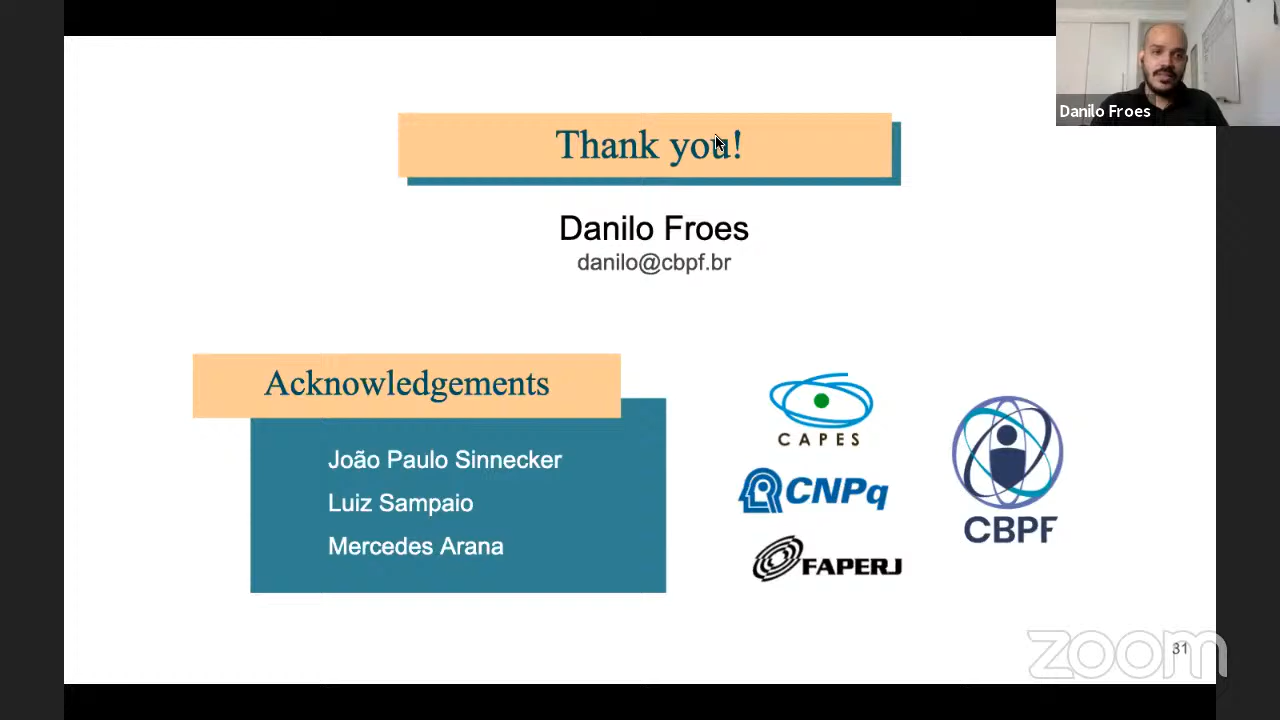 Danilo Froes
Thank you!
Danilo Froes
danilo@cbpf.br
Acknowledgements
João Paulo Sinnecker
Luiz Sampaio
Mercedes Arana
CAPES
CNPq
FAPERJ
CBPF
zoom
31